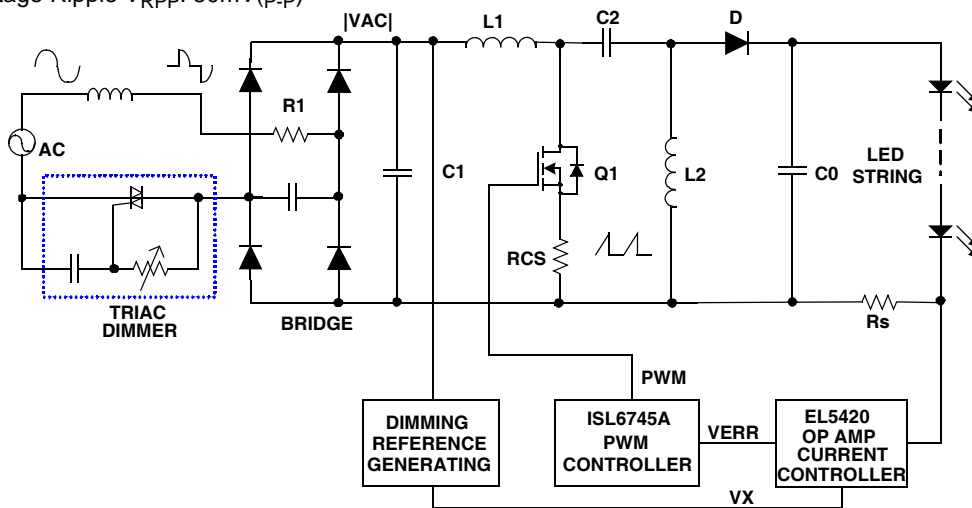 |VAC|
L1
C2
D
R1
AC
C1
Q1
L2
C0
LED
STRING
RCS
TRIAC
DIMMER
BRIDGE
Rs
PWM
DIMMING
REFERENCE
GENERATING
ISL6745A
PWM
CONTROLLER
VERR
EL5420
OP AMP
CURRENT
CONTROLLER
VX